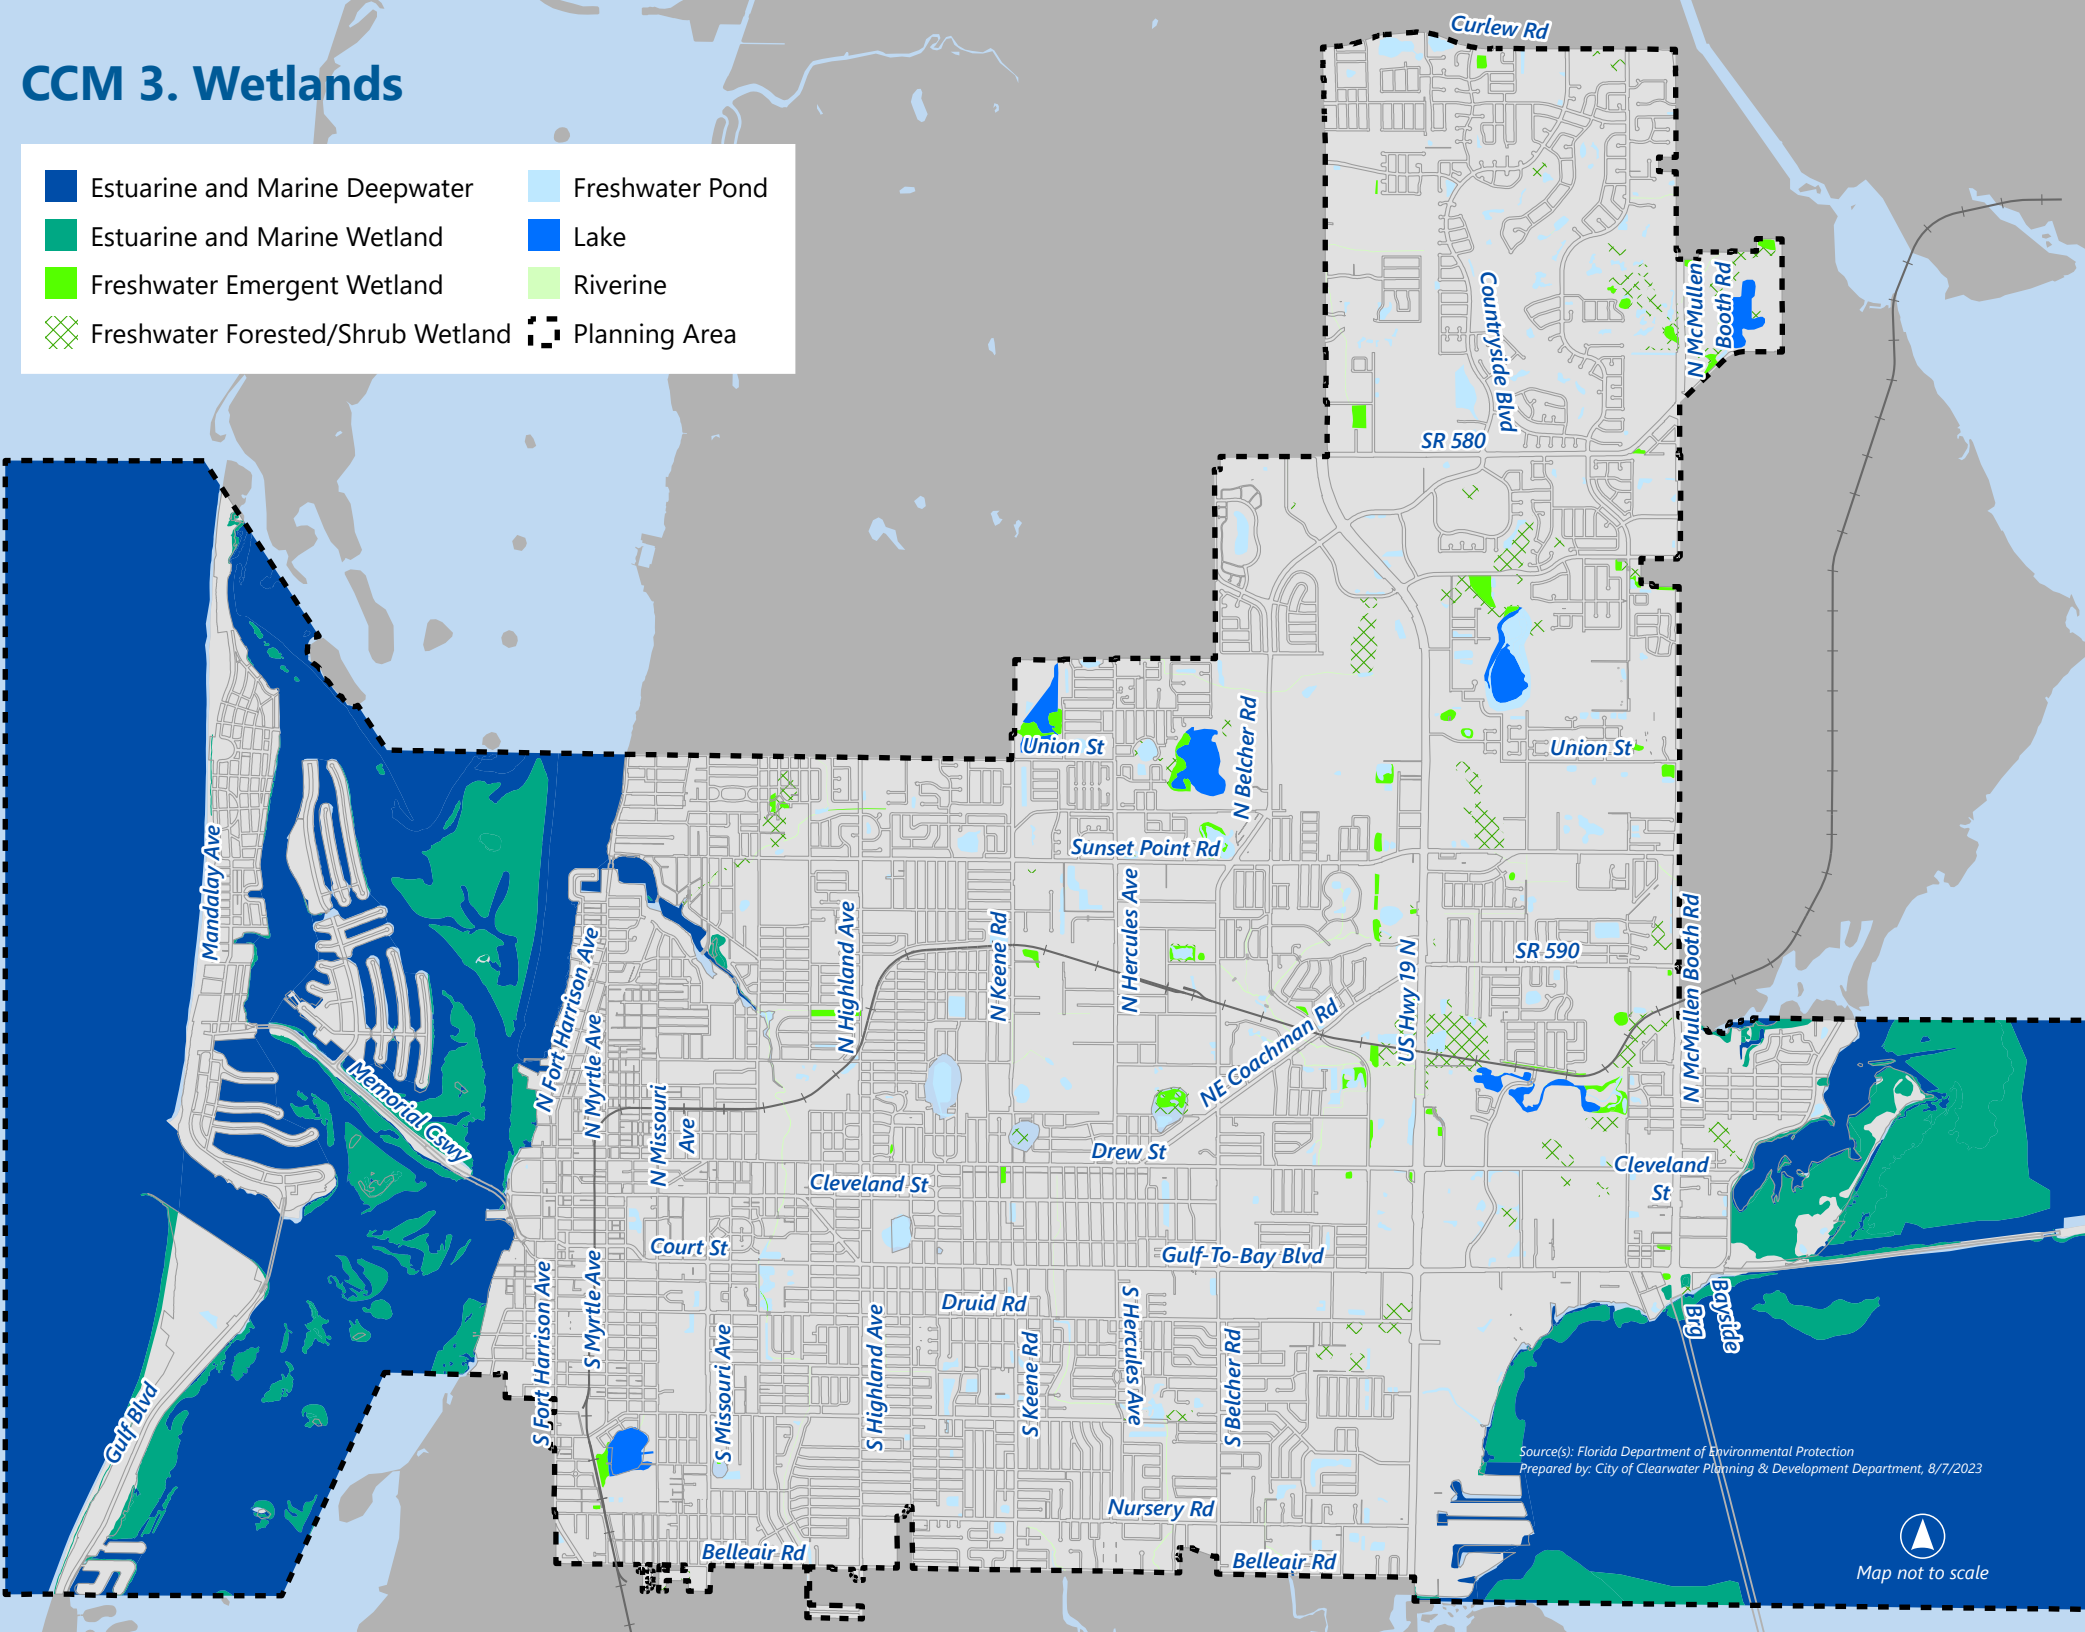 CCM 3. Wetlands
Estuarine and Marine Deepwater
Estuarine and Marine Wetland
Freshwater Emergent Wetland
Freshwater Forested/Shrub Wetland
Freshwater Pond
Lake
Riverine
Planning Area
Curlew Rd
Countryside Blvd
N McMullen
Booth Rd
SR 580
Union St
N Belcher Rd
Union St
Sunset Point Rd
Mandalay Ave
N Fort Harrison Ave
N Myrtle Ave
N Highland Ave
N Keene Rd
N Hercules Ave
SR 590
US Hwy 19 N
N McMullen Booth Rd
NE Coachman Rd
Memorial Cswy
N Missouri
Ave
Drew St
Cleveland St
Cleveland
St
Court St
Gulf-To-Bay Blvd
Druid Rd
S Fort Harrison Ave
S Myrtle Ave
S Missouri Ave
S Highland Ave
S Keene Rd
S Hercules Ave
S Belcher Rd
Bayside
Brg
Gulf Blvd
Nursery Rd
Belleair Rd
Belleair Rd
Source(s): Florida Department of Environmental Protection
Prepared by: City of Clearwater Planning & Development Department, 8/7/2023
Map not to scale